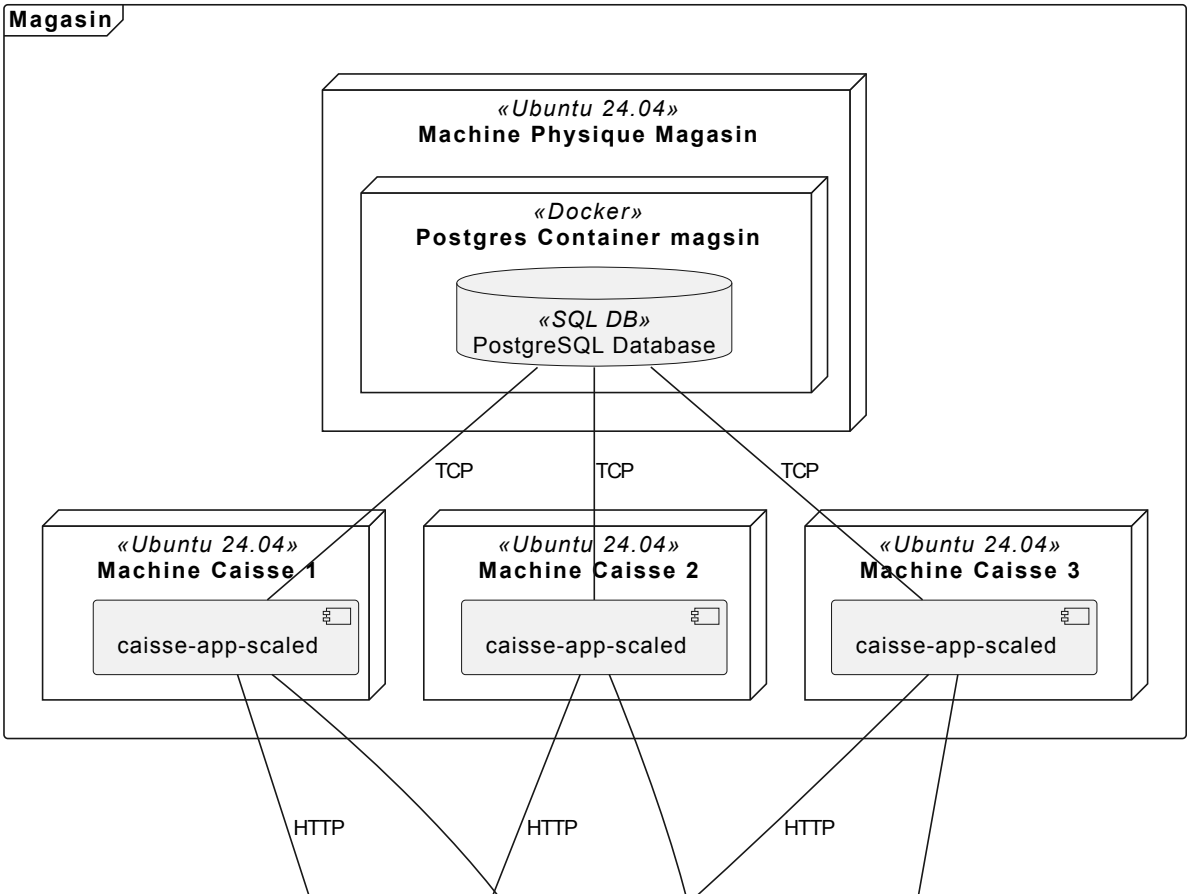 Magasin
«Ubuntu 24.04»
Machine Physique Magasin
«Docker»
Postgres Container magsin
«SQL DB»
PostgreSQL Database
TCP
TCP
TCP
«Ubuntu 24.04»
Machine Caisse 1
caisse-app-scaled
«Ubuntu 24.04»
Machine Caisse 2
caisse-app-scaled
«Ubuntu 24.04»
Machine Caisse 3
caisse-app-scaled
HTTP
HTTP
HTTP